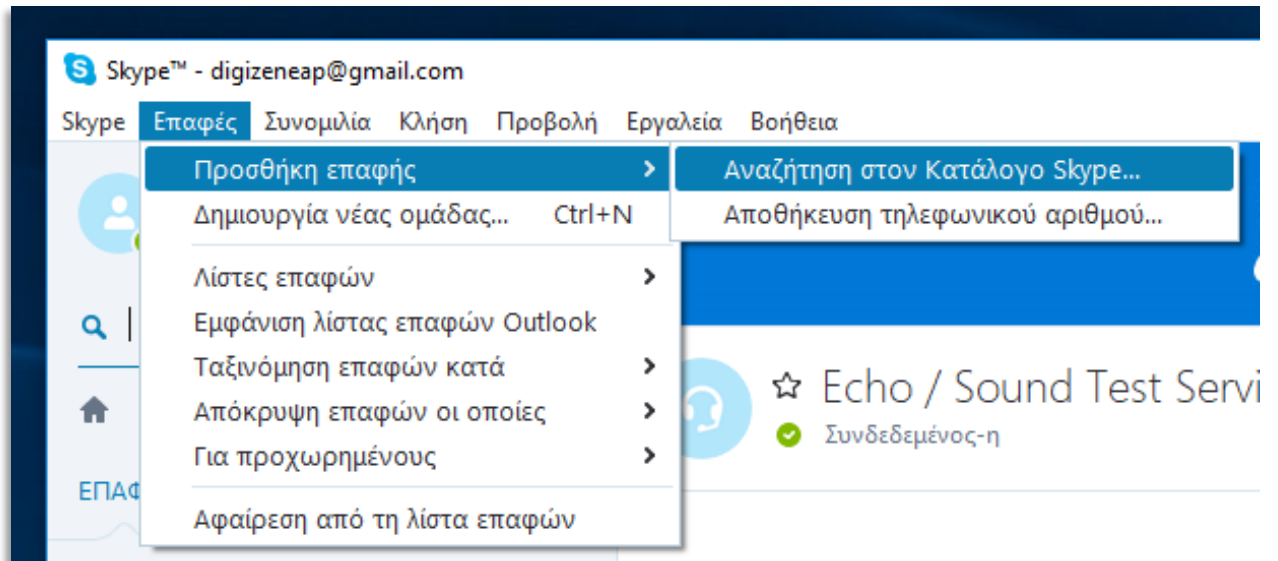 Skype™ - digizeneap@gmail.com
Skype Επαφές Συνομιλία Κλήση Προβολή Εργαλεία Βοήθεια
Προσθήκη επαφής
Αναζήτηση στον Κατάλογο Skype...
Δημιουργία νέας ομάδας... Ctrl+N
Αποθήκευση τηλεφωνικού αριθμού...
Λίστες επαφών
Εμφάνιση λίστας επαφών Outlook
Ταξινόμηση επαφών κατά
Απόκρυψη επαφών οι οποίες
Για προχωρημένους
Αφαίρεση από τη λίστα επαφών
Echo / Sound Test Servi
Συνδεδεμένος-η